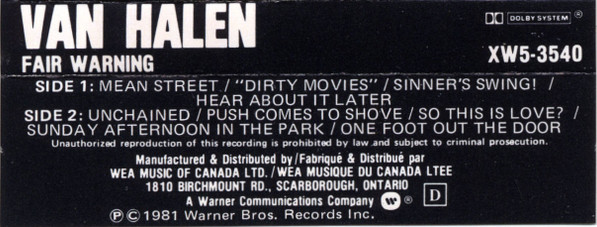 VAN HALEN
FAIR WARNING
DOLBY SYSTEM
XW5-3540
SIDE 1: MEAN STREET / "DIRTY MOVIES" / SINNER'S SWING! /
HEAR ABOUT IT LATER
SIDE 2: UNCHAINED / PUSH COMES TO SHOVE / SO THIS IS LOVE? /
SUNDAY AFTERNOON IN THE PARK / ONE FOOT OUT THE DOOR
Unauthorized reproduction of this recording is prohibited by law and subject to criminal prosecution.
Manufactured & Distributed by/Fabriqué & Distribué par
WEA MUSIC OF CANADA LTD. /WEA MUSIQUE DU CANADA LTEE
1810 BIRCHMOUNT RD., SCARBOROUGH, ONTARIO
A Warner Communications Company W ® D
Ⓟ © 1981 Warner Bros. Records Inc.